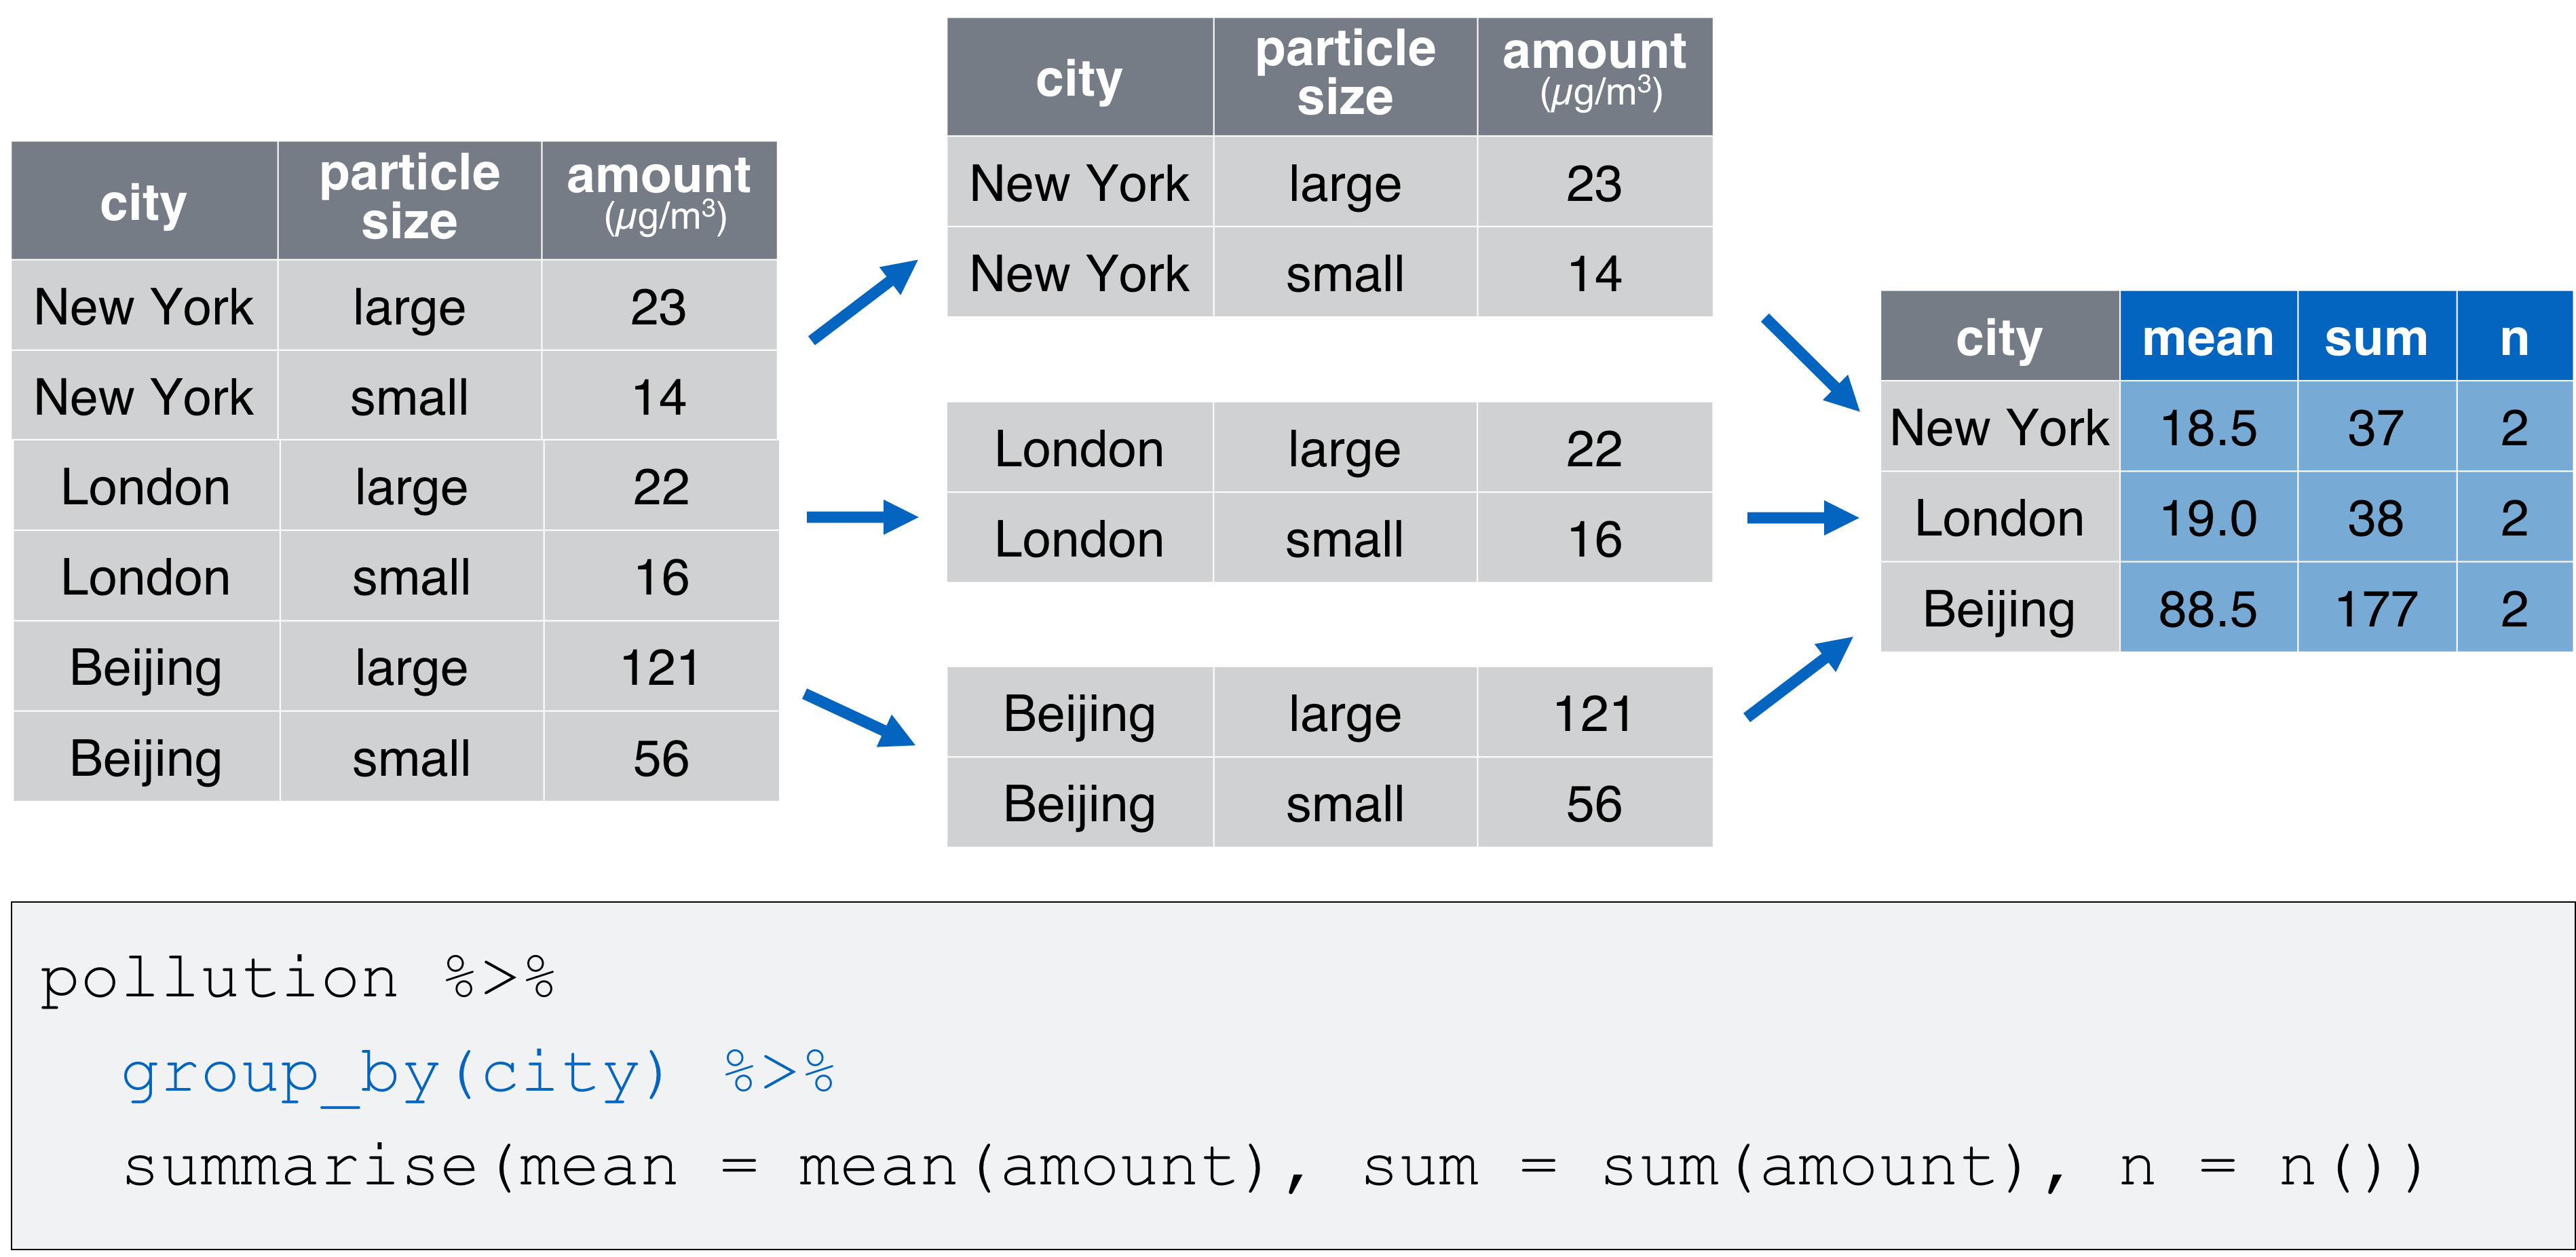 city particle size amount (µg/m³)
New York large 23
New York small 14
London large 22
London small 16
Beijing large 121
Beijing small 56
city particle size amount (µg/m³)
New York large 23
New York small 14
London large 22
London small 16
Beijing large 121
Beijing small 56
city mean sum n
New York 18.5 37 2
London 19.0 38 2
Beijing 88.5 177 2
pollution %>%
group_by(city) %>%
summarise(mean = mean(amount), sum = sum(amount), n = n())